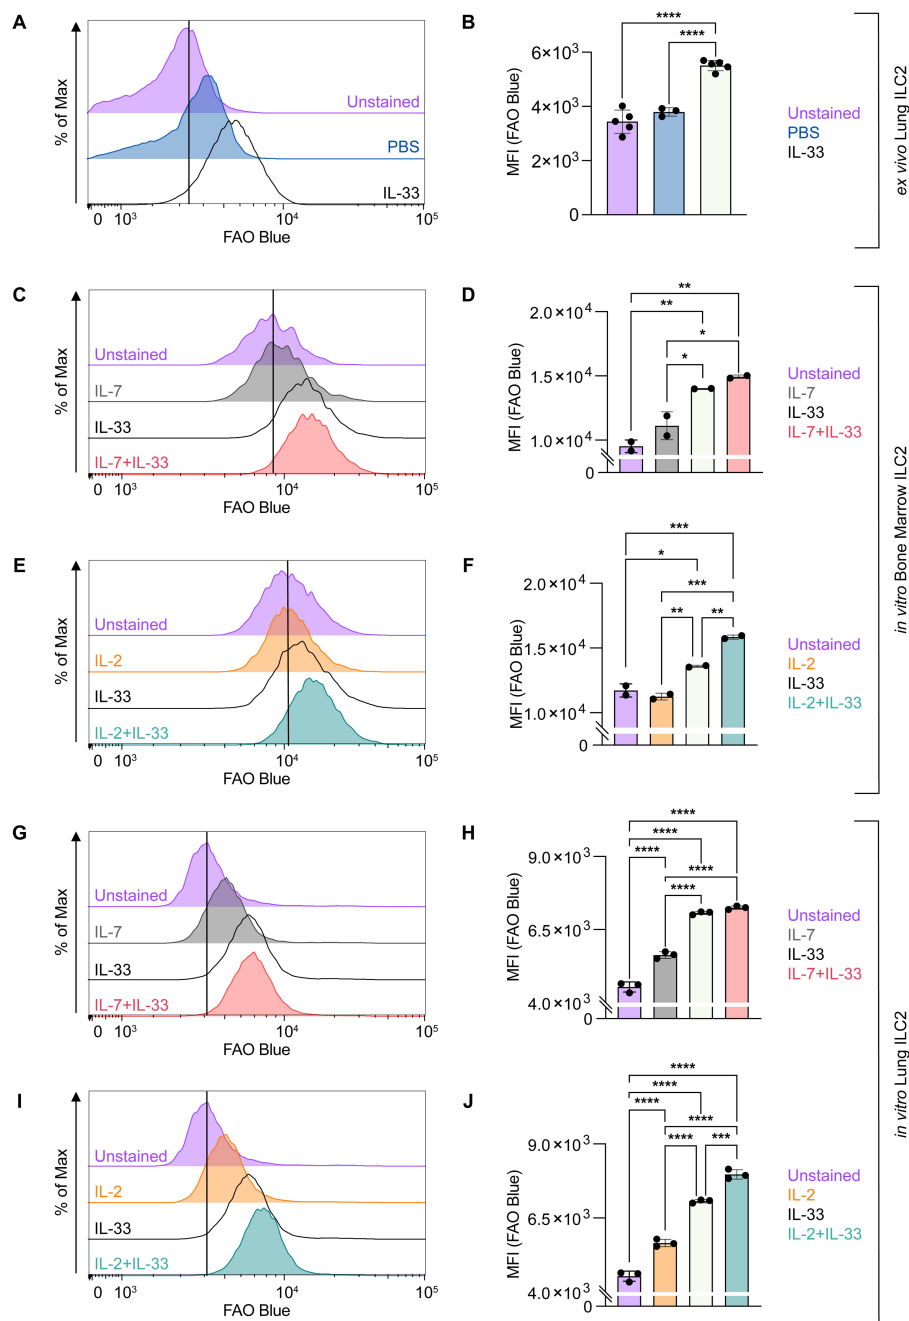 A
% of Max
Unstained
PBS
IL-33
0 10³ 10⁴ 10⁵
FAO Blue
B
**** 
****
MFI (FAO Blue)
6×10³
4×10³
2×10³
0
Unstained
PBS
IL-33
ex vivo Lung ILC2
C
% of Max
Unstained
IL-7
IL-33
IL-7+IL-33
0 10³ 10⁴ 10⁵
FAO Blue
D
**
**
*
*
MFI (FAO Blue)
2.0×10⁴
1.5×10⁴
1.0×10⁴
0
Unstained
IL-7
IL-33
IL-7+IL-33
E
% of Max
Unstained
IL-2
IL-33
IL-2+IL-33
0 10³ 10⁴ 10⁵
FAO Blue
F
***
*
***
** **
MFI (FAO Blue)
2.0×10⁴
1.5×10⁴
1.0×10⁴
0
Unstained
IL-2
IL-33
IL-2+IL-33
in vitro Bone Marrow ILC2
G
% of Max
Unstained
IL-7
IL-33
IL-7+IL-33
0 10³ 10⁴ 10⁵
FAO Blue
H
****
****
**** ****
****
MFI (FAO Blue)
9.0×10³
6.5×10³
4.0×10³
0
Unstained
IL-7
IL-33
IL-7+IL-33
I
% of Max
Unstained
IL-2
IL-33
IL-2+IL-33
0 10³ 10⁴ 10⁵
FAO Blue
J
****
****
**** ****
**** ***
MFI (FAO Blue)
9.0×10³
6.5×10³
4.0×10³
0
Unstained
IL-2
IL-33
IL-2+IL-33
in vitro Lung ILC2